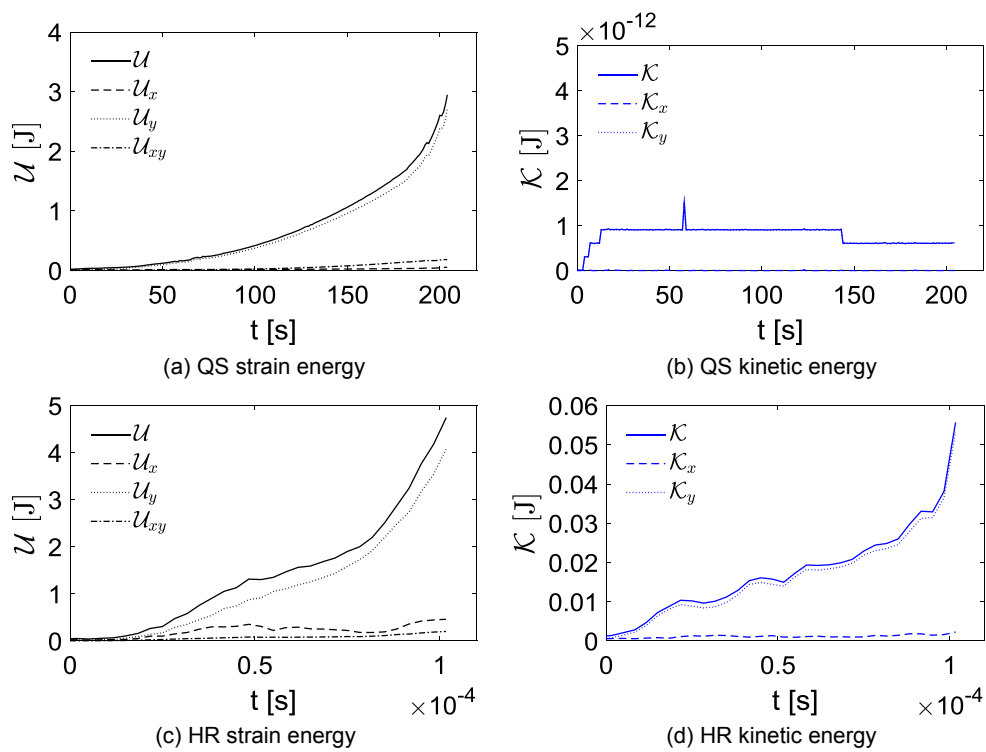 4
3
2
1
0
𝒰 [J]
𝒰
𝒰x
𝒰y
𝒰xy
0 50 100 150 200
t [s]
(a) QS strain energy
×10⁻¹²
5
4
3
2
1
0
𝒦 [J]
𝒦
𝒦x
𝒦y
0 50 100 150 200
t [s]
(b) QS kinetic energy
5
4
3
2
1
0
𝒰 [J]
𝒰
𝒰x
𝒰y
𝒰xy
0 0.5 1
t [s] ×10⁻⁴
(c) HR strain energy
0.06
0.05
0.04
0.03
0.02
0.01
0
𝒦 [J]
𝒦
𝒦x
𝒦y
0 0.5 1
t [s] ×10⁻⁴
(d) HR kinetic energy